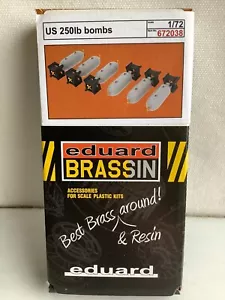 US 250lb bombs
1/72
672038
eduard
BRASSIN
ACCESSORIES
FOR SCALE PLASTIC KITS
Best Brass around!
& Resin
eduard